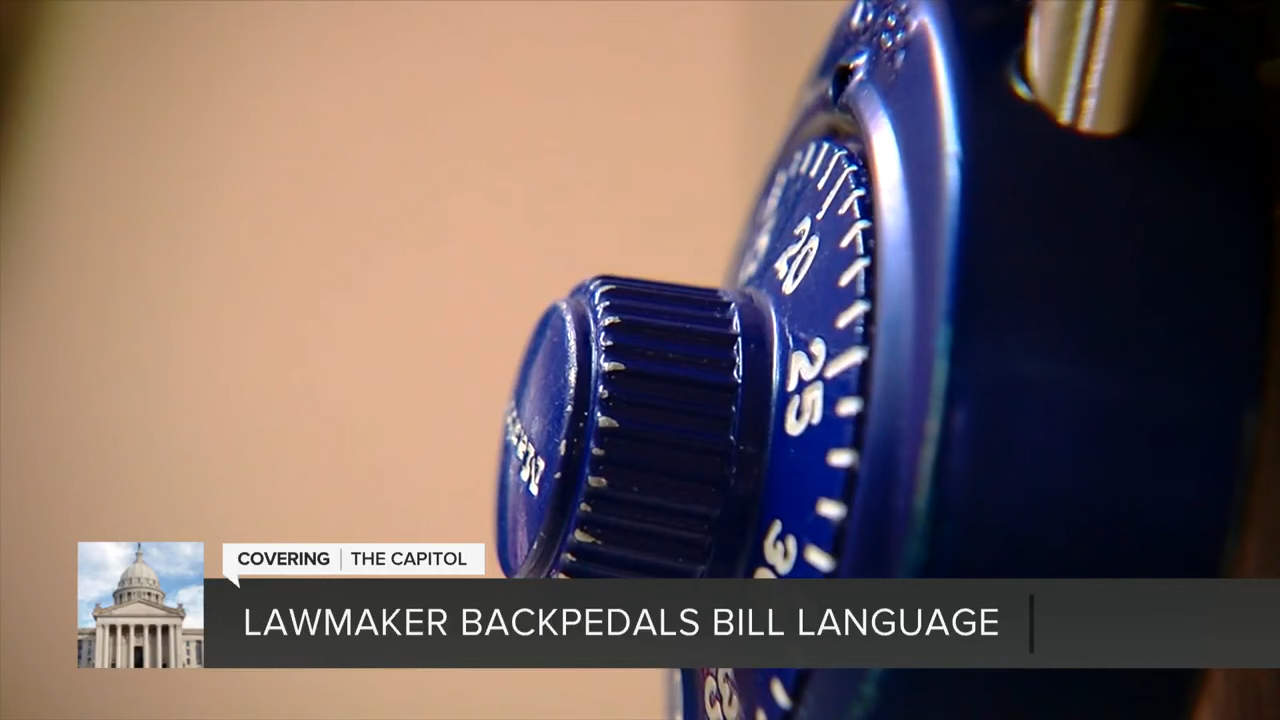 20
25
COVERING | THE CAPITOL
LAWMAKER BACKPEDALS BILL LANGUAGE